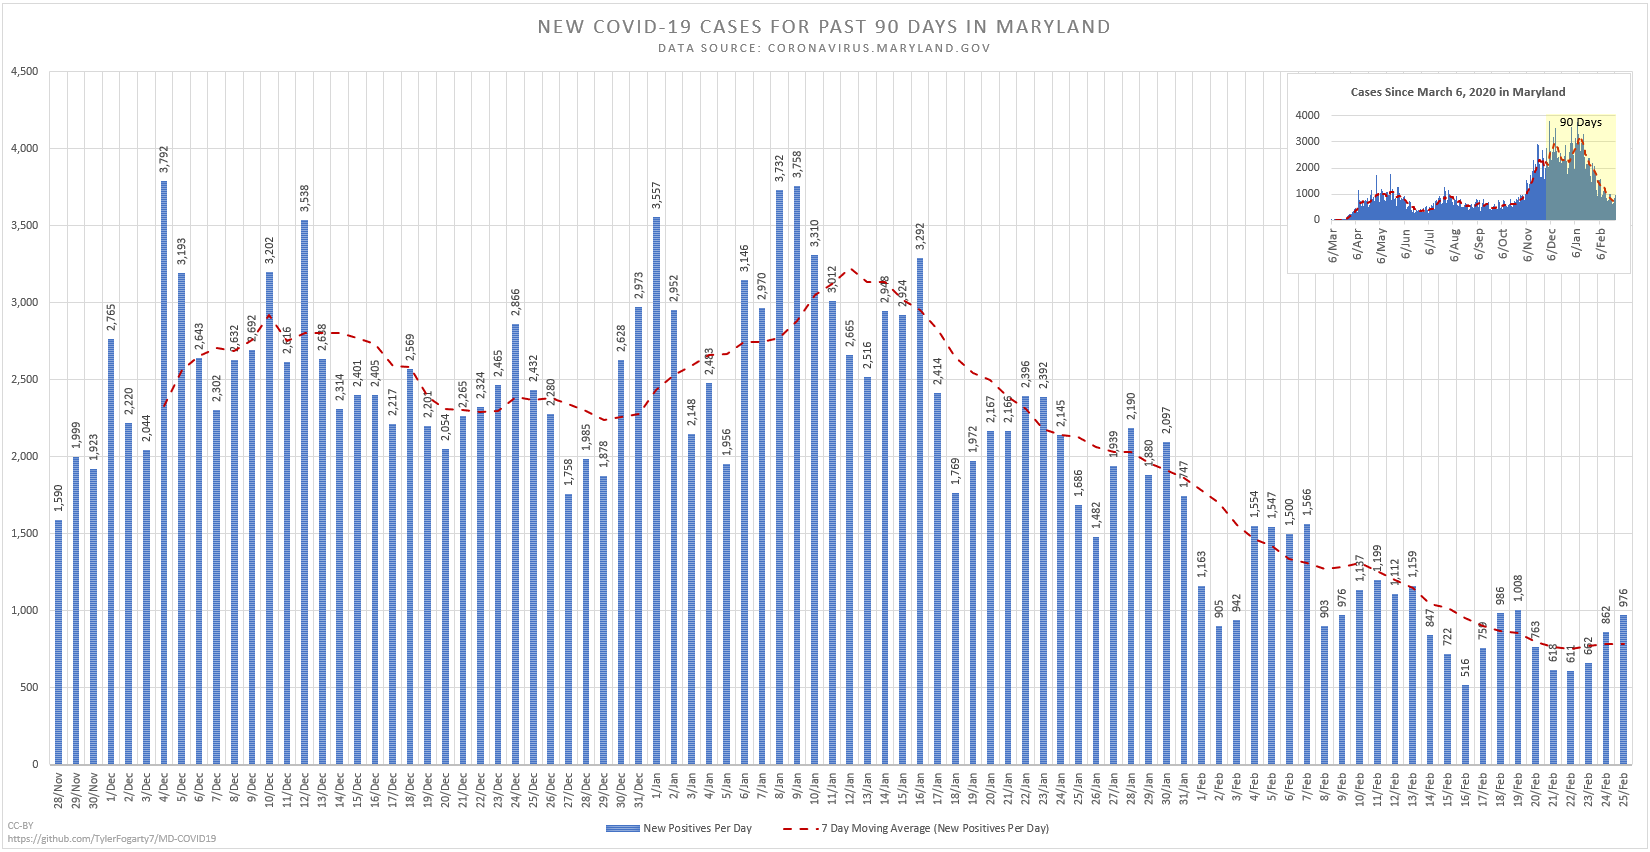 NEW COVID-19 CASES FOR PAST 90 DAYS IN MARYLAND
DATA SOURCE: CORONAVIRUS.MARYLAND.GOV
4,500
4,000
3,500
3,000
2,500
2,000
1,500
1,000
500
0
1,590
1,999
1,923
2,765
2,220
2,044
3,792
3,193
2,643
2,302
2,632
2,692
3,202
2,616
3,538
2,638
2,314
2,401
2,405
2,217
2,569
2,201
2,054
2,265
2,324
2,465
2,866
2,432
2,280
1,758
1,985
1,878
2,628
2,973
3,557
2,952
2,148
2,483
1,956
3,146
2,970
3,732
3,758
3,310
3,012
2,665
2,516
2,948
2,924
3,292
2,414
1,769
1,972
2,167
2,166
2,396
2,392
2,145
1,686
1,482
1,939
2,190
1,880
2,097
1,747
1,163
905
942
1,554
1,547
1,500
1,566
903
976
1,137
1,199
1,112
1,159
847
722
516
759
986
1,008
763
618
611
662
862
976
28/Nov
29/Nov
30/Nov
1/Dec
2/Dec
3/Dec
4/Dec
5/Dec
6/Dec
7/Dec
8/Dec
9/Dec
10/Dec
11/Dec
12/Dec
13/Dec
14/Dec
15/Dec
16/Dec
17/Dec
18/Dec
19/Dec
20/Dec
21/Dec
22/Dec
23/Dec
24/Dec
25/Dec
26/Dec
27/Dec
28/Dec
29/Dec
30/Dec
31/Dec
1/Jan
2/Jan
3/Jan
4/Jan
5/Jan
6/Jan
7/Jan
8/Jan
9/Jan
10/Jan
11/Jan
12/Jan
13/Jan
14/Jan
15/Jan
16/Jan
17/Jan
18/Jan
19/Jan
20/Jan
21/Jan
22/Jan
23/Jan
24/Jan
25/Jan
26/Jan
27/Jan
28/Jan
29/Jan
30/Jan
31/Jan
1/Feb
2/Feb
3/Feb
4/Feb
5/Feb
6/Feb
7/Feb
8/Feb
9/Feb
10/Feb
11/Feb
12/Feb
13/Feb
14/Feb
15/Feb
16/Feb
17/Feb
18/Feb
19/Feb
20/Feb
21/Feb
22/Feb
23/Feb
24/Feb
25/Feb
Cases Since March 6, 2020 in Maryland
90 Days
4000
3000
2000
1000
0
6/Mar
6/Apr
6/May
6/Jun
6/Jul
6/Aug
6/Sep
6/Oct
6/Nov
6/Dec
6/Jan
6/Feb
New Positives Per Day
7 Day Moving Average (New Positives Per Day)
CC-BY
https://github.com/TylerFogarty7/MD-COVID19